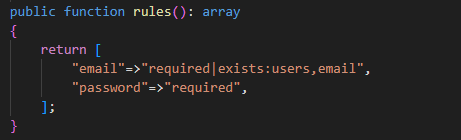 public function rules(): array
{
    return [
        "email"=>"required|exists:users,email",
        "password"=>"required",
    ];
}